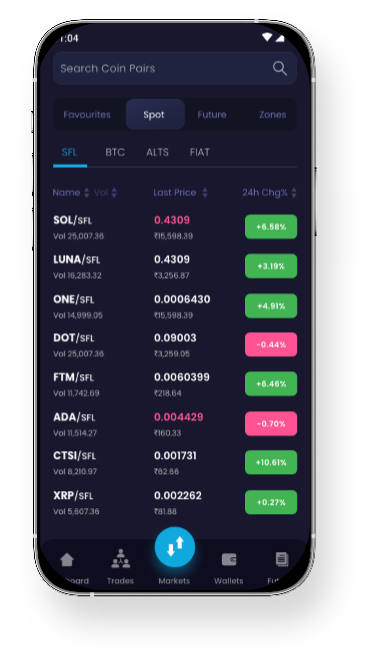 1:04
Search Coin Pairs
Favourites Spot Future Zones
SFL BTC ALTS FIAT
Name Vol Last Price 24h Chg%
SOL/SFL 0.4309 +6.58%
Vol 25,007.36 ₹15,598.39
LUNA/SFL 0.4309 +3.19%
Vol 16,283.32 ₹3,256.87
ONE/SFL 0.0006430 +4.91%
Vol 14,999.05 ₹15,598.39
DOT/SFL 0.09003 -0.44%
Vol 25,007.36 ₹3,259.05
FTM/SFL 0.0060399 +6.46%
Vol 11,742.69 ₹218.64
ADA/SFL 0.004429 -0.70%
Vol 11,514.27 ₹160.33
CTSI/SFL 0.001731 +10.61%
Vol 8,210.97 ₹62.66
XRP/SFL 0.002262 +0.27%
Vol 5,607.36 ₹81.88
board Trades Markets Wallets Fu